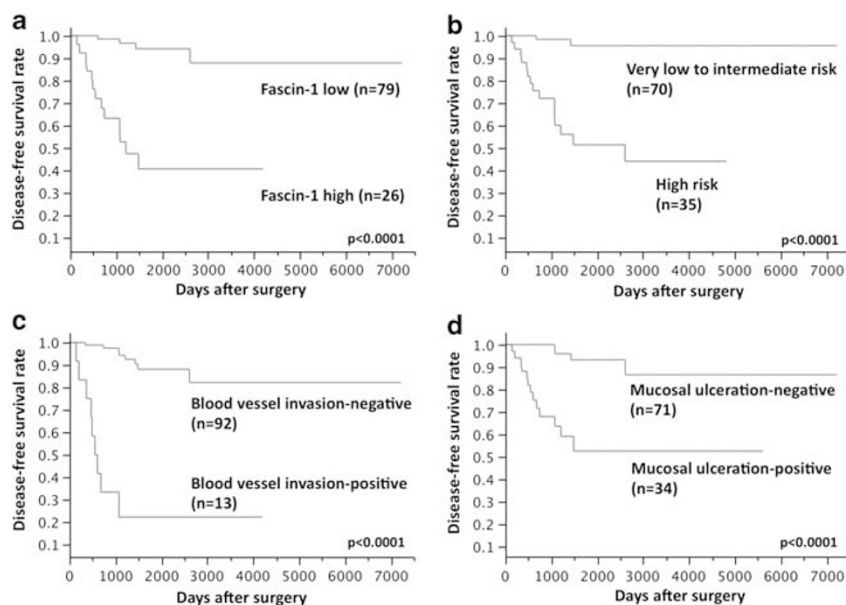 a
Disease-free survival rate
1.0
0.9
0.8
0.7
0.6
0.5
0.4
0.3
0.2
0.1
Fascin-1 low (n=79)
Fascin-1 high (n=26)
p<0.0001
0 1000 2000 3000 4000 5000 6000 7000
Days after surgery
b
Disease-free survival rate
1.0
0.9
0.8
0.7
0.6
0.5
0.4
0.3
0.2
0.1
Very low to intermediate risk
(n=70)
High risk
(n=35)
p<0.0001
0 1000 2000 3000 4000 5000 6000 7000
Days after surgery
c
Disease-free survival rate
1.0
0.9
0.8
0.7
0.6
0.5
0.4
0.3
0.2
0.1
Blood vessel invasion-negative
(n=92)
Blood vessel invasion-positive
(n=13)
p<0.0001
0 1000 2000 3000 4000 5000 6000 7000
Days after surgery
d
Disease-free survival rate
1.0
0.9
0.8
0.7
0.6
0.5
0.4
0.3
0.2
0.1
Mucosal ulceration-negative
(n=71)
Mucosal ulceration-positive
(n=34)
p<0.0001
0 1000 2000 3000 4000 5000 6000 7000
Days after surgery